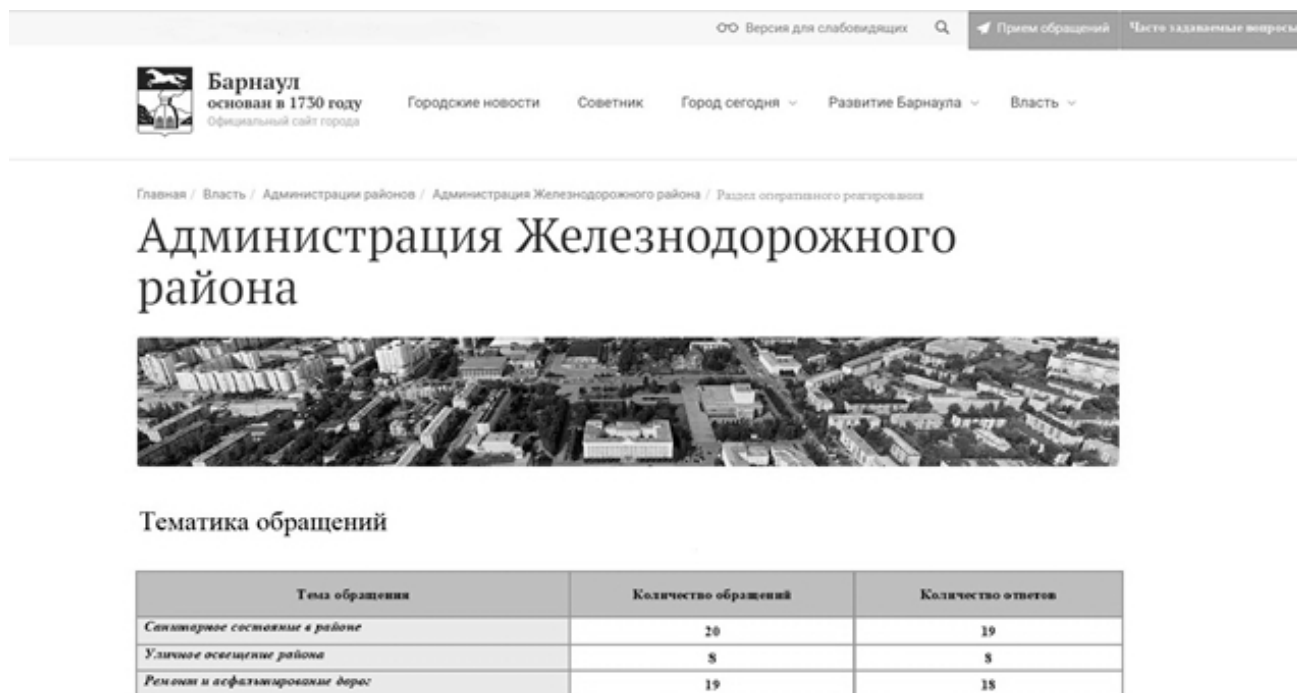 Версия для слабовидящих
Прием обращений
Часто задаваемые вопросы
Барнаул
основан в 1730 году
Официальный сайт города
Городские новости
Советник
Город сегодня
Развитие Барнаула
Власть
Главная / Власть / Администрации районов / Администрация Железнодорожного района / Раздел оперативного реагирования
Администрация Железнодорожного
района
Тематика обращений
Тема обращения Количество обращений Количество ответов
Санитарное состояние в районе 20 19
Уличное освещение района 8 8
Ремонт и асфальтирование дорог 19 18